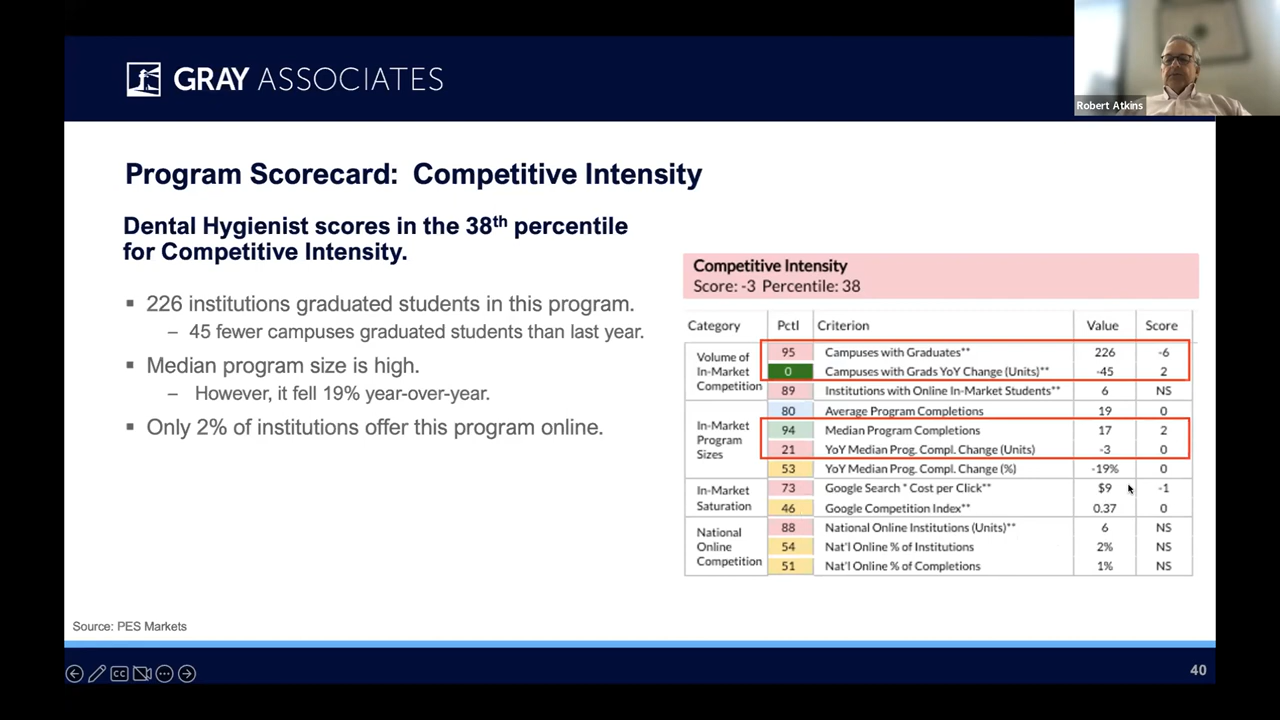 GRAY ASSOCIATES
Robert Atkins
Program Scorecard: Competitive Intensity
Dental Hygienist scores in the 38th percentile
for Competitive Intensity.
▪ 226 institutions graduated students in this program.
– 45 fewer campuses graduated students than last year.
▪ Median program size is high.
– However, it fell 19% year-over-year.
▪ Only 2% of institutions offer this program online.
Competitive Intensity
Score: -3 Percentile: 38
Category Pctl Criterion Value Score
Volume of
In-Market
Competition
95 Campuses with Graduates** 226 -6
0 Campuses with Grads YoY Change (Units)** -45 2
89 Institutions with Online In-Market Students** 6 NS
In-Market
Program
Sizes
80 Average Program Completions 19 0
94 Median Program Completions 17 2
21 YoY Median Prog. Compl. Change (Units) -3 0
53 YoY Median Prog. Compl. Change (%) -19% 0
In-Market
Saturation
73 Google Search * Cost per Click** $9 -1
46 Google Competition Index** 0.37 0
National
Online
Competition
88 National Online Institutions (Units)** 6 NS
54 Nat'l Online % of Institutions 2% NS
51 Nat'l Online % of Completions 1% NS
Source: PES Markets
CC
40